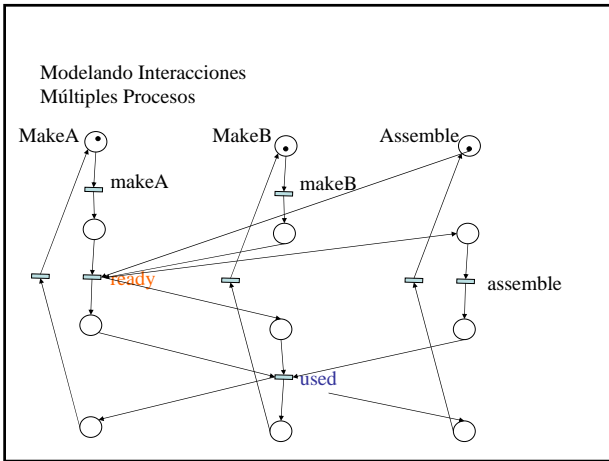 Modelando Interacciones
Múltiples Procesos
MakeA MakeB Assemble
makeA makeB
ready assemble
used